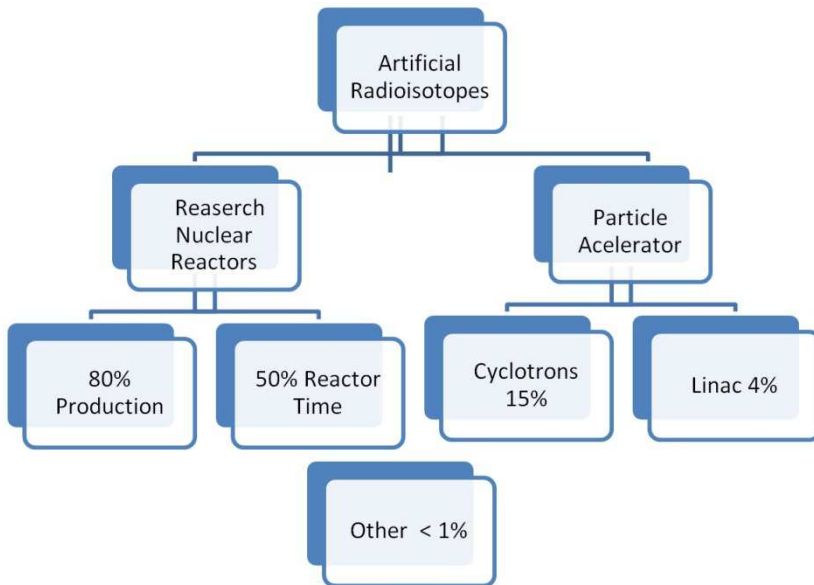 Artificial
Radioisotopes
Reaserch
Nuclear
Reactors
Particle
Acelerator
80%
Production
50% Reactor
Time
Cyclotrons
15%
Linac 4%
Other < 1%